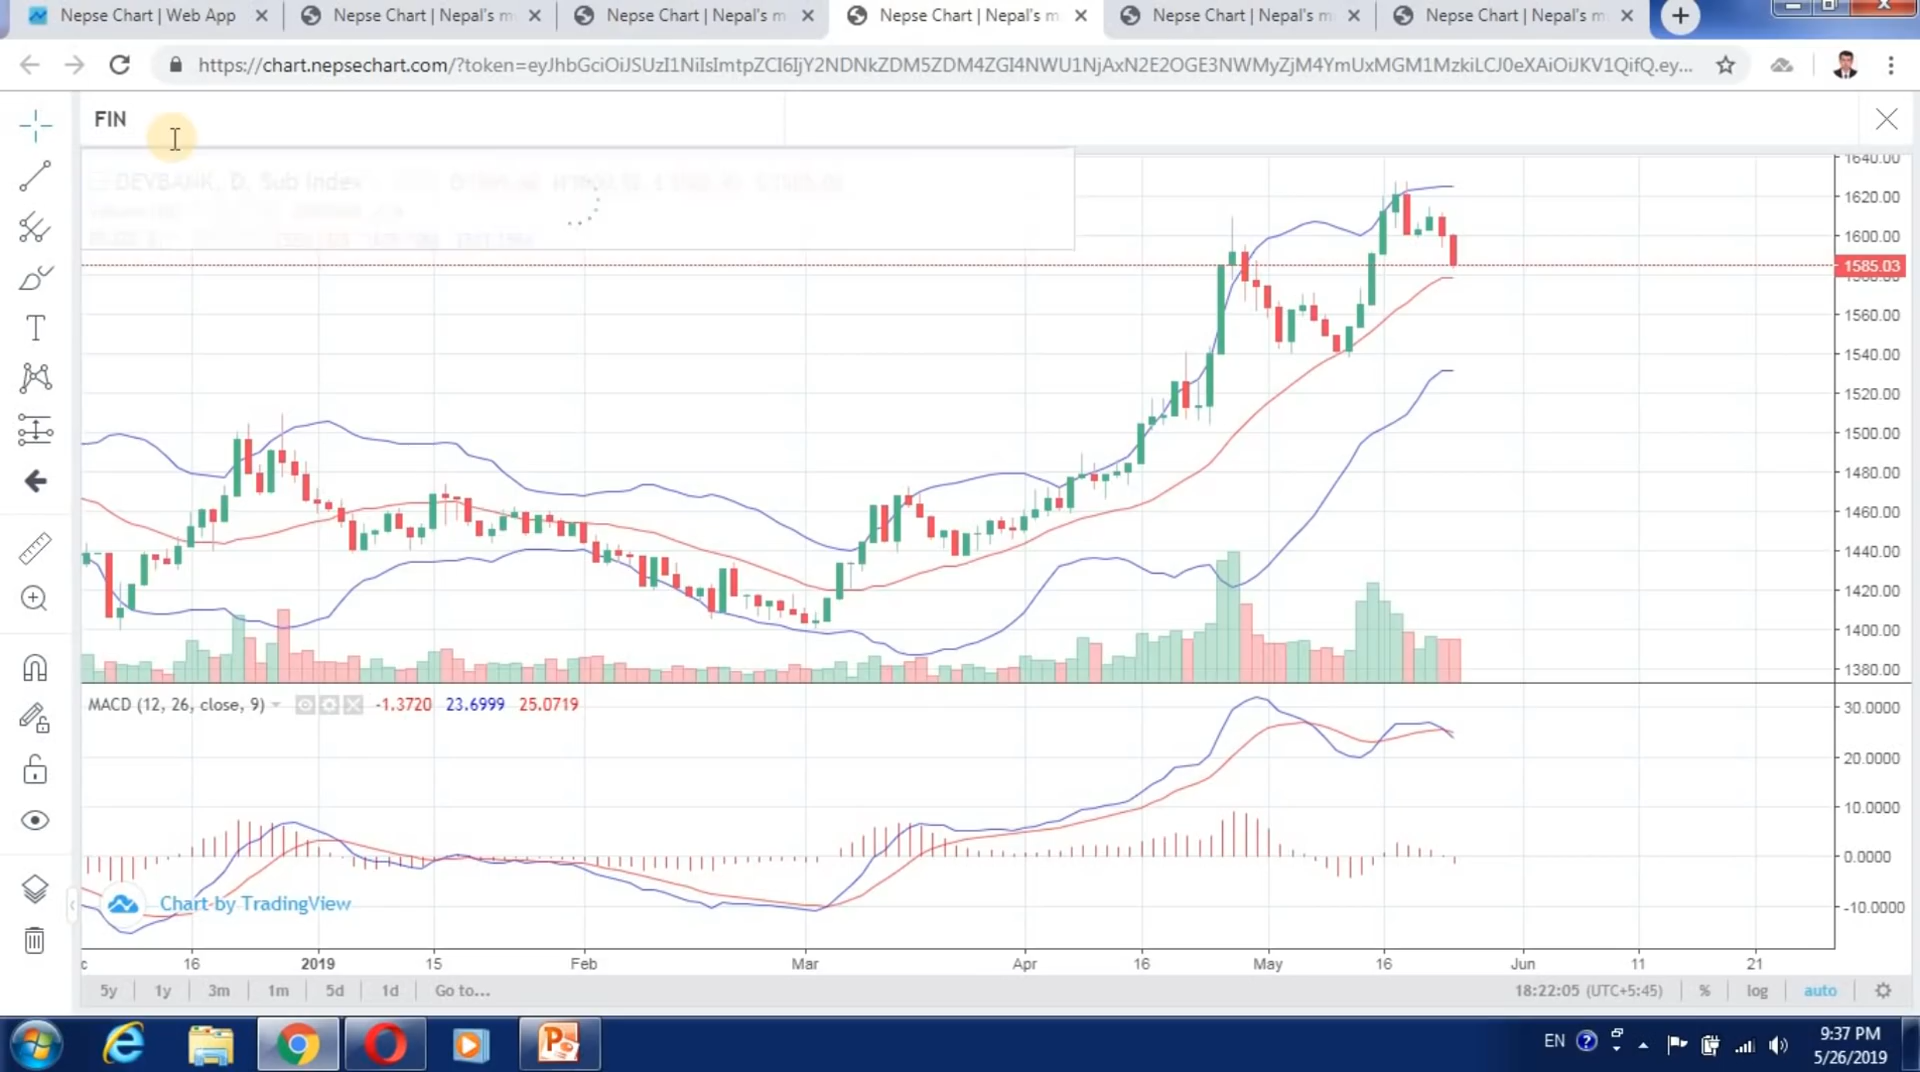 Nepse Chart | Web App
Nepse Chart | Nepal's m
Nepse Chart | Nepal's m
Nepse Chart | Nepal's m
Nepse Chart | Nepal's m
Nepse Chart | Nepal's m
https://chart.nepsechart.com/?token=eyJhbGciOiJSUzI1NiIsImtpZCI6IjY2NDNkZDM5ZDM4ZGI4NWU1NjAxN2E2OGE3NWMyZjM4YmUxMGM1MzkiLCJ0eXAiOiJKV1QifQ.ey...
FIN
DEVBANK, D, Sub Index
1640.00
1620.00
1600.00
1585.03
1560.00
1540.00
1520.00
1500.00
1480.00
1460.00
1440.00
1420.00
1400.00
1380.00
MACD (12, 26, close, 9) -1.3720 23.6999 25.0719
30.0000
20.0000
10.0000
0.0000
-10.0000
Chart by TradingView
c 16 2019 15 Feb Mar Apr 16 May 16 Jun 11 21
5y 1y 3m 1m 5d 1d Go to... 18:22:05 (UTC+5:45) % log auto
EN
9:37 PM
5/26/2019